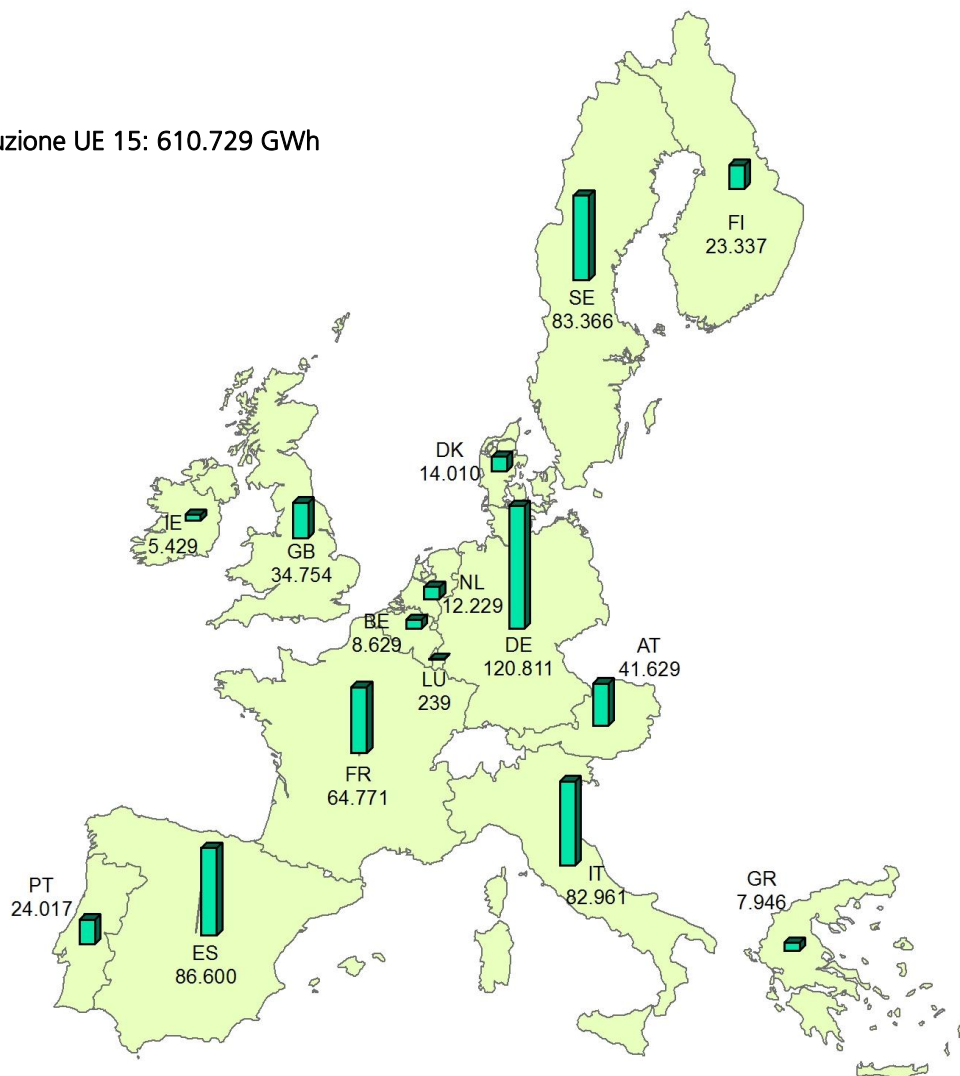 uzione UE 15: 610.729 GWh
FI
23.337
SE
83.366
DK
14.010
IE
5.429
GB
34.754
NL
12.229
BE
8.629
DE
120.811
AT
41.629
LU
239
FR
64.771
IT
82.961
PT
24.017
ES
86.600
GR
7.946